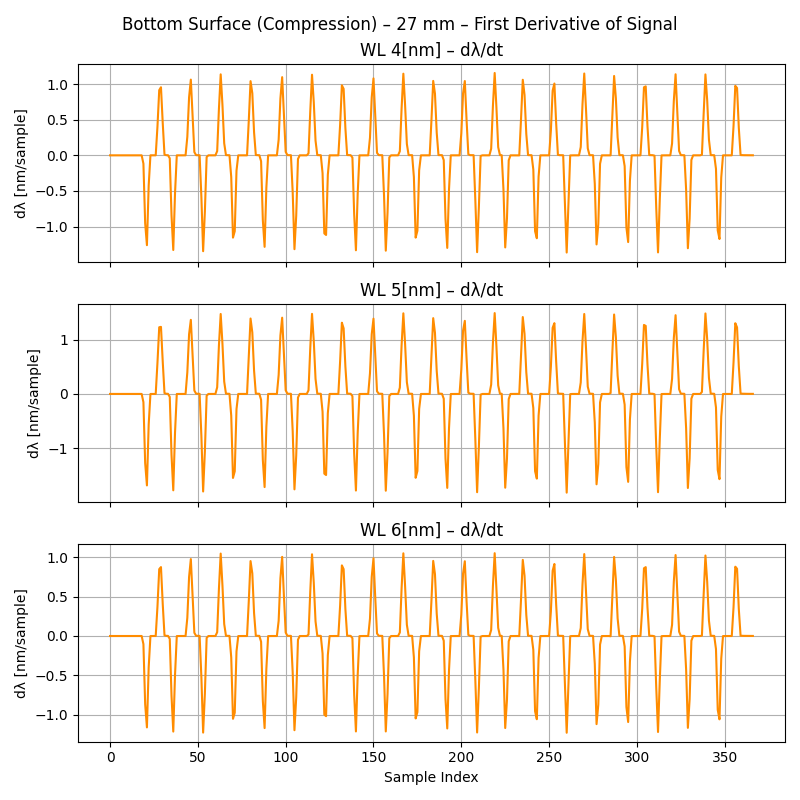 Bottom Surface (Compression) – 27 mm – First Derivative of Signal
WL 4[nm] – dλ/dt
1.0
0.5
0.0
−0.5
−1.0
dλ [nm/sample]
WL 5[nm] – dλ/dt
1
0
−1
dλ [nm/sample]
WL 6[nm] – dλ/dt
1.0
0.5
0.0
−0.5
−1.0
dλ [nm/sample]
0 50 100 150 200 250 300 350
Sample Index